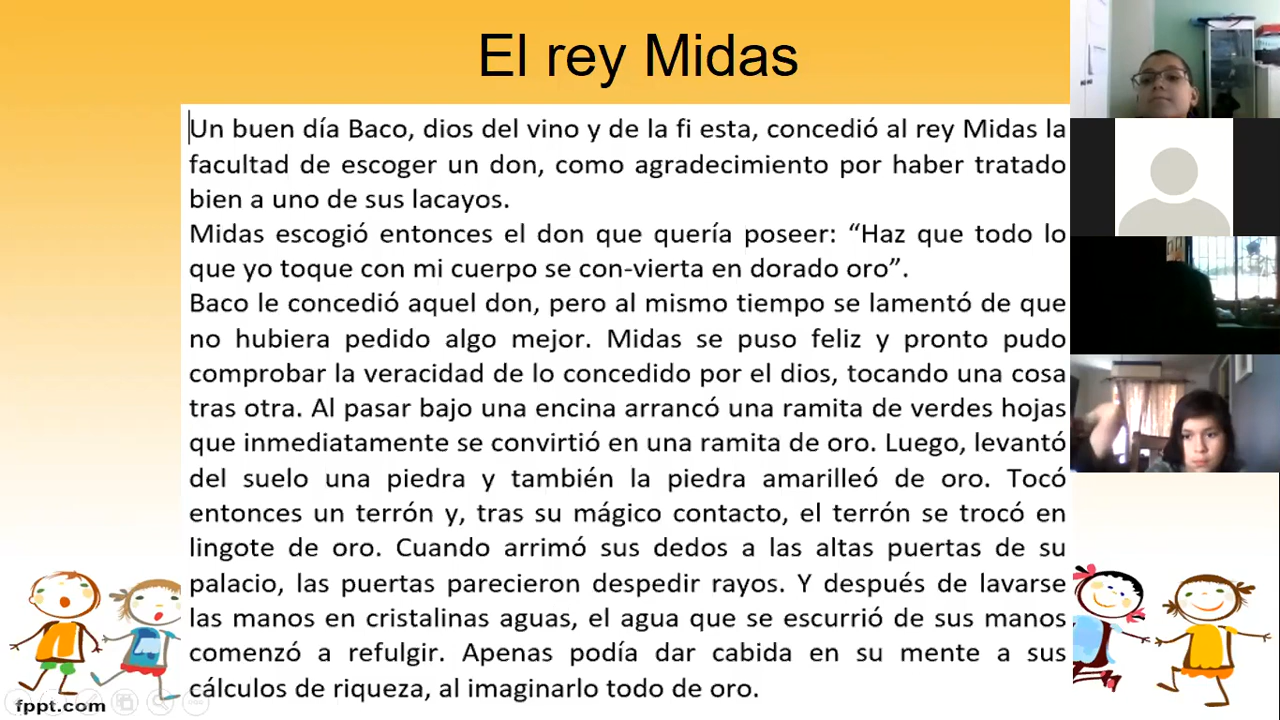 El rey Midas
Un buen día Baco, dios del vino y de la fi esta, concedió al rey Midas la
facultad de escoger un don, como agradecimiento por haber tratado
bien a uno de sus lacayos.
Midas escogió entonces el don que quería poseer: “Haz que todo lo
que yo toque con mi cuerpo se con-vierta en dorado oro”.
Baco le concedió aquel don, pero al mismo tiempo se lamentó de que
no hubiera pedido algo mejor. Midas se puso feliz y pronto pudo
comprobar la veracidad de lo concedido por el dios, tocando una cosa
tras otra. Al pasar bajo una encina arrancó una ramita de verdes hojas
que inmediatamente se convirtió en una ramita de oro. Luego, levantó
del suelo una piedra y también la piedra amarilleó de oro. Tocó
entonces un terrón y, tras su mágico contacto, el terrón se trocó en
lingote de oro. Cuando arrimó sus dedos a las altas puertas de su
palacio, las puertas parecieron despedir rayos. Y después de lavarse
las manos en cristalinas aguas, el agua que se escurrió de sus manos
comenzó a refulgir. Apenas podía dar cabida en su mente a sus
cálculos de riqueza, al imaginarlo todo de oro.
fppt.com